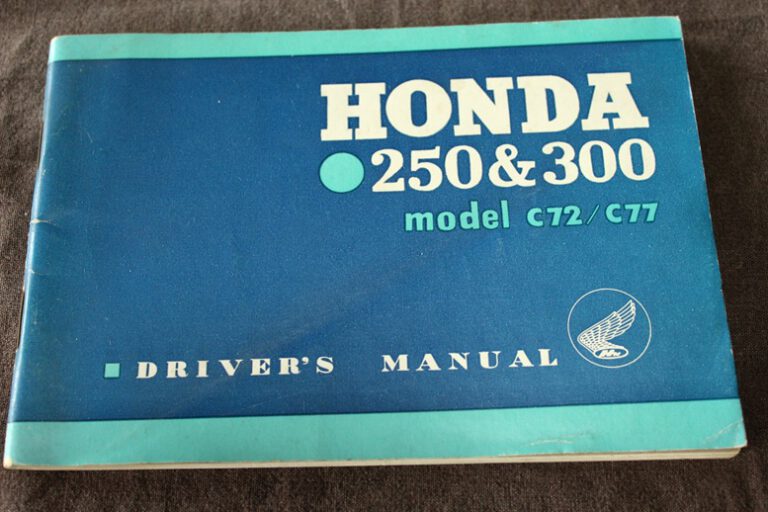 HONDA
250&300
model C72/C77
DRIVER'S MANUAL